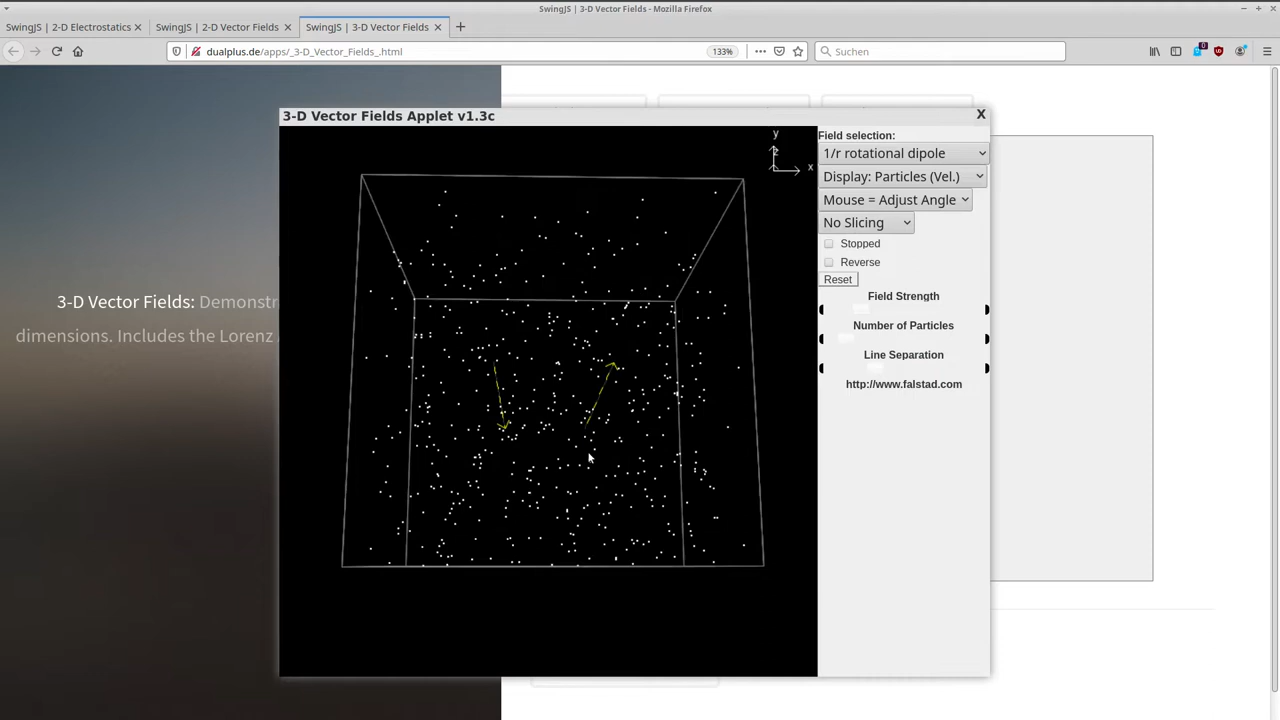 SwingJS | 3-D Vector Fields - Mozilla Firefox
SwingJS | 2-D Electrostatics
SwingJS | 2-D Vector Fields
SwingJS | 3-D Vector Fields
dualplus.de/apps/_3-D_Vector_Fields_.html
133%
Suchen
3-D Vector Fields Applet v1.3c
X
y
z
x
Field selection:
1/r rotational dipole
Display: Particles (Vel.)
Mouse = Adjust Angle
No Slicing
Stopped
Reverse
Reset
Field Strength
Number of Particles
Line Separation
http://www.falstad.com
3-D Vector Fields: Demonstr
dimensions. Includes the Lorenz